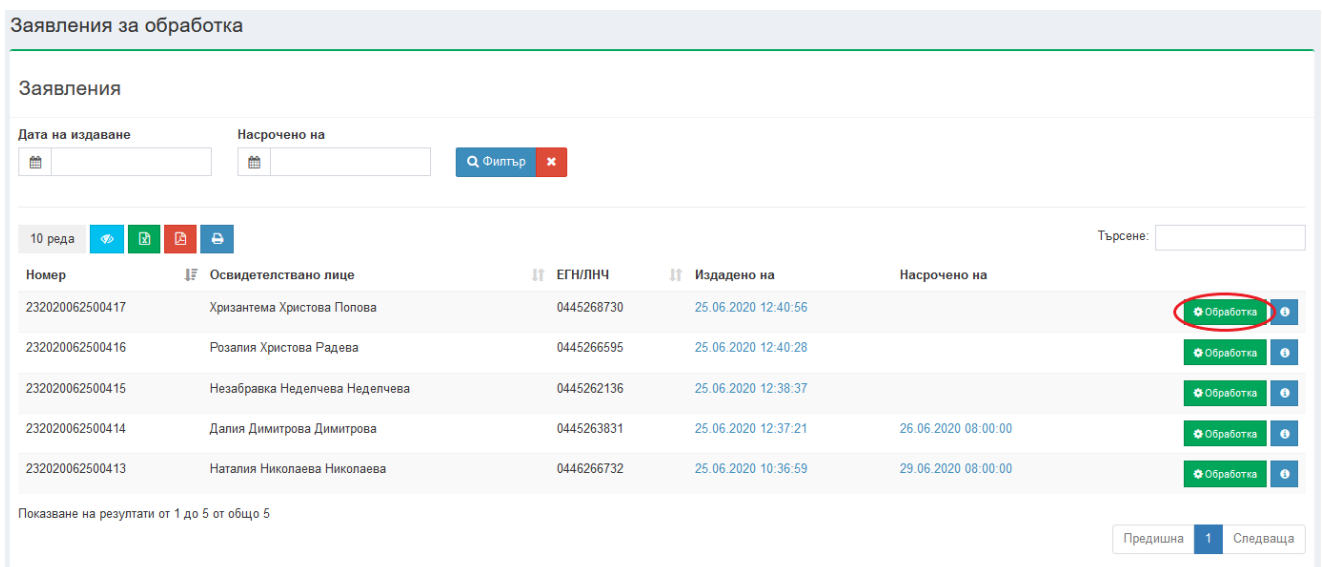 Заявления за обработка
Заявления
Дата на издаване Насрочено на
Филтър
10 реда Търсене:
Номер Освидетелствано лице ЕГН/ЛНЧ Издадено на Насрочено на
232020062500417 Хризантема Христова Попова 0445268730 25.06.2020 12:40:56 Обработка
232020062500416 Розалия Христова Радева 0445266595 25.06.2020 12:40:28 Обработка
232020062500415 Незабравка Неделчева Неделчева 0445262136 25.06.2020 12:38:37 Обработка
232020062500414 Далия Димитрова Димитрова 0445263831 25.06.2020 12:37:21 26.06.2020 08:00:00 Обработка
232020062500413 Наталия Николаева Николаева 0446266732 25.06.2020 10:36:59 29.06.2020 08:00:00 Обработка
Показване на резултати от 1 до 5 от общо 5
Предишна 1 Следваща